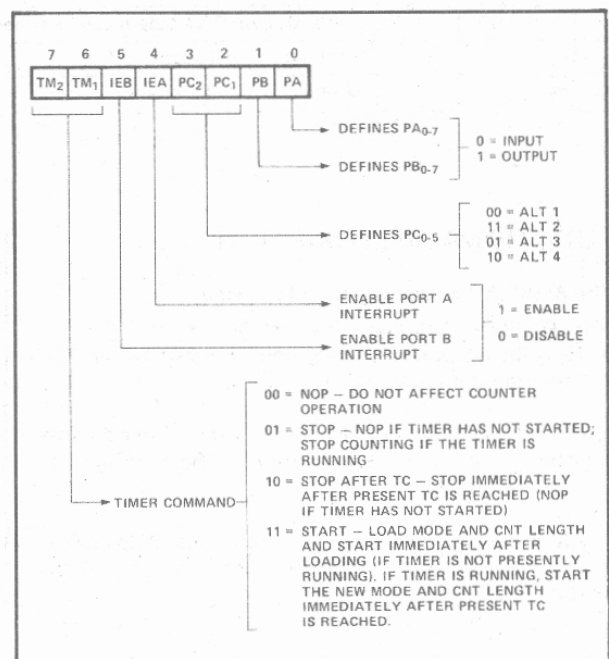 7 6 5 4 3 2 1 0
TM2 TM1 IEB IEA PC2 PC1 PB PA
DEFINES PA0-7
DEFINES PB0-7
0 = INPUT
1 = OUTPUT
DEFINES PC0-5
00 = ALT 1
11 = ALT 2
01 = ALT 3
10 = ALT 4
ENABLE PORT A
INTERRUPT
ENABLE PORT B
INTERRUPT
1 = ENABLE
0 = DISABLE
TIMER COMMAND
00 = NOP – DO NOT AFFECT COUNTER
OPERATION
01 = STOP – NOP IF TIMER HAS NOT STARTED;
STOP COUNTING IF THE TIMER IS
RUNNING
10 = STOP AFTER TC – STOP IMMEDIATELY
AFTER PRESENT TC IS REACHED (NOP
IF TIMER HAS NOT STARTED)
11 = START – LOAD MODE AND CNT LENGTH
AND START IMMEDIATELY AFTER
LOADING (IF TIMER IS NOT PRESENTLY
RUNNING). IF TIMER IS RUNNING, START
THE NEW MODE AND CNT LENGTH
IMMEDIATELY AFTER PRESENT TC
IS REACHED.